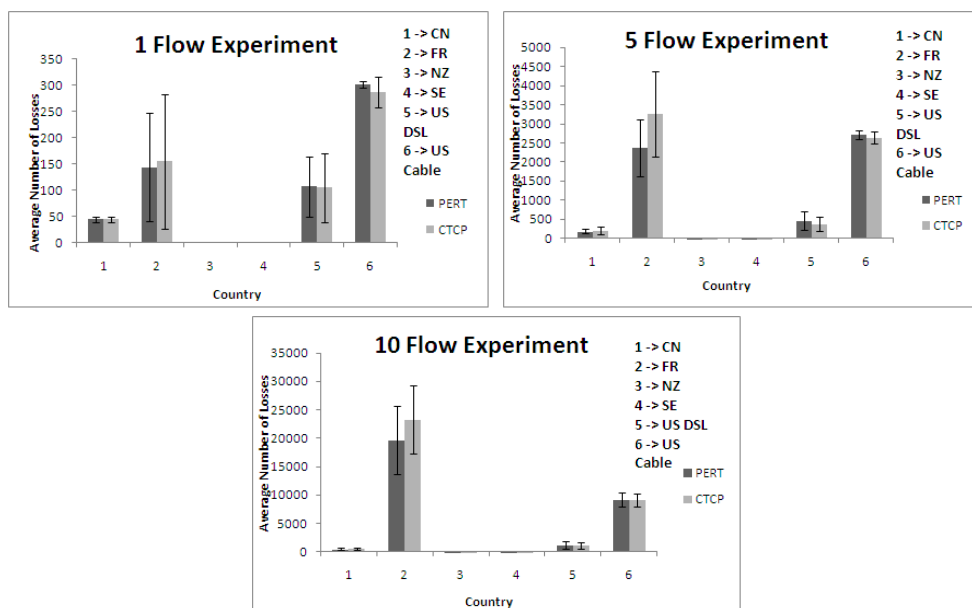 1 Flow Experiment
350
300
250
200
150
100
50
0
Average Number of Losses
1 2 3 4 5 6
Country
1 -> CN
2 -> FR
3 -> NZ
4 -> SE
5 -> US
DSL
6 -> US
Cable
PERT
CTCP
5 Flow Experiment
5000
4500
4000
3500
3000
2500
2000
1500
1000
500
0
Average Number of Losses
1 2 3 4 5 6
Country
1 -> CN
2 -> FR
3 -> NZ
4 -> SE
5 -> US
DSL
6 -> US
Cable
PERT
CTCP
10 Flow Experiment
35000
30000
25000
20000
15000
10000
5000
0
Average Number of Losses
1 2 3 4 5 6
Country
1 -> CN
2 -> FR
3 -> NZ
4 -> SE
5 -> US DSL
6 -> US
Cable
PERT
CTCP